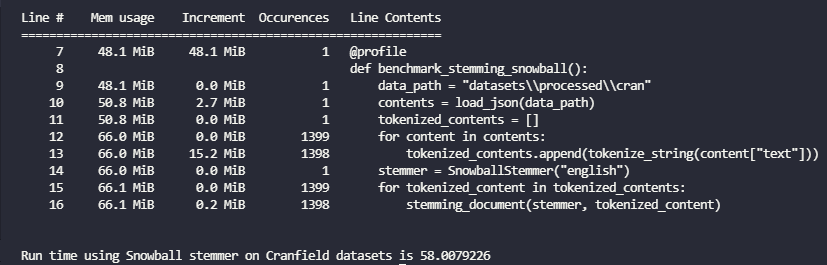 Line #    Mem usage    Increment  Occurences   Line Contents
============================================================
     7     48.1 MiB     48.1 MiB           1   @profile
     8                                         def benchmark_stemming_snowball():
     9     48.1 MiB      0.0 MiB           1       data_path = "datasets\\processed\\cran"
    10     50.8 MiB      2.7 MiB           1       contents = load_json(data_path)
    11     50.8 MiB      0.0 MiB           1       tokenized_contents = []
    12     66.0 MiB      0.0 MiB        1399       for content in contents:
    13     66.0 MiB     15.2 MiB        1398           tokenized_contents.append(tokenize_string(content["text"]))
    14     66.0 MiB      0.0 MiB           1       stemmer = SnowballStemmer("english")
    15     66.1 MiB      0.0 MiB        1399       for tokenized_content in tokenized_contents:
    16     66.1 MiB      0.2 MiB        1398           stemming_document(stemmer, tokenized_content)
Run time using Snowball stemmer on Cranfield datasets is 58.0079226